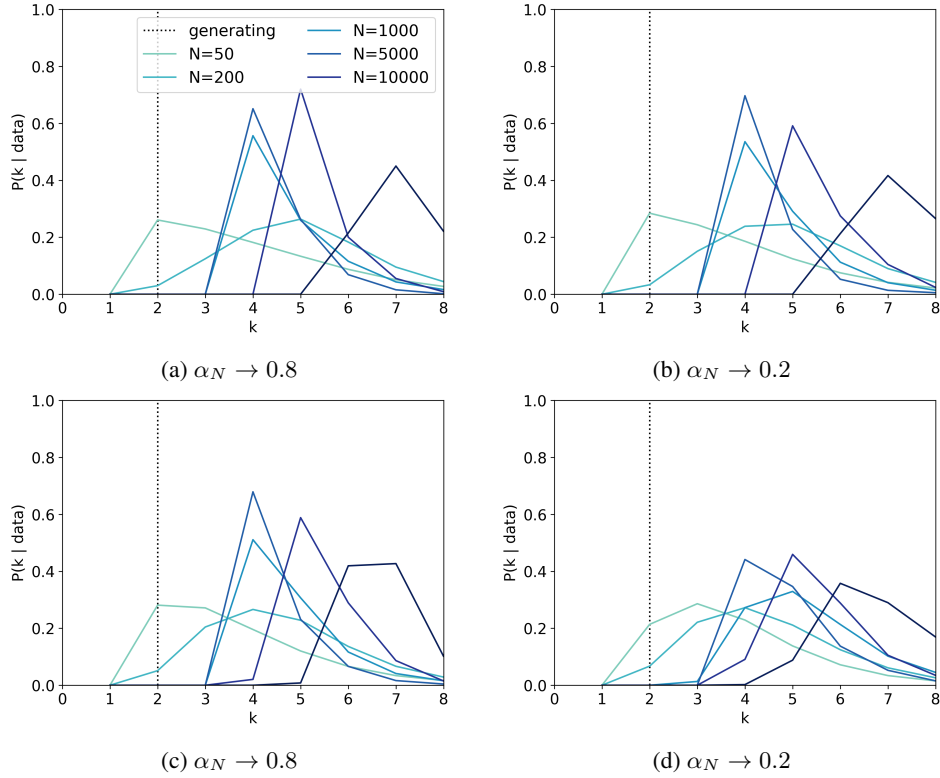 1.0
0.8
0.6
0.4
0.2
0.0
P(k | data)
generating
N=50
N=200
N=1000
N=5000
N=10000
0 1 2 3 4 5 6 7 8
k
(a) α_N → 0.8
1.0
0.8
0.6
0.4
0.2
0.0
P(k | data)
0 1 2 3 4 5 6 7 8
k
(b) α_N → 0.2
1.0
0.8
0.6
0.4
0.2
0.0
P(k | data)
0 1 2 3 4 5 6 7 8
k
(c) α_N → 0.8
1.0
0.8
0.6
0.4
0.2
0.0
P(k | data)
0 1 2 3 4 5 6 7 8
k
(d) α_N → 0.2